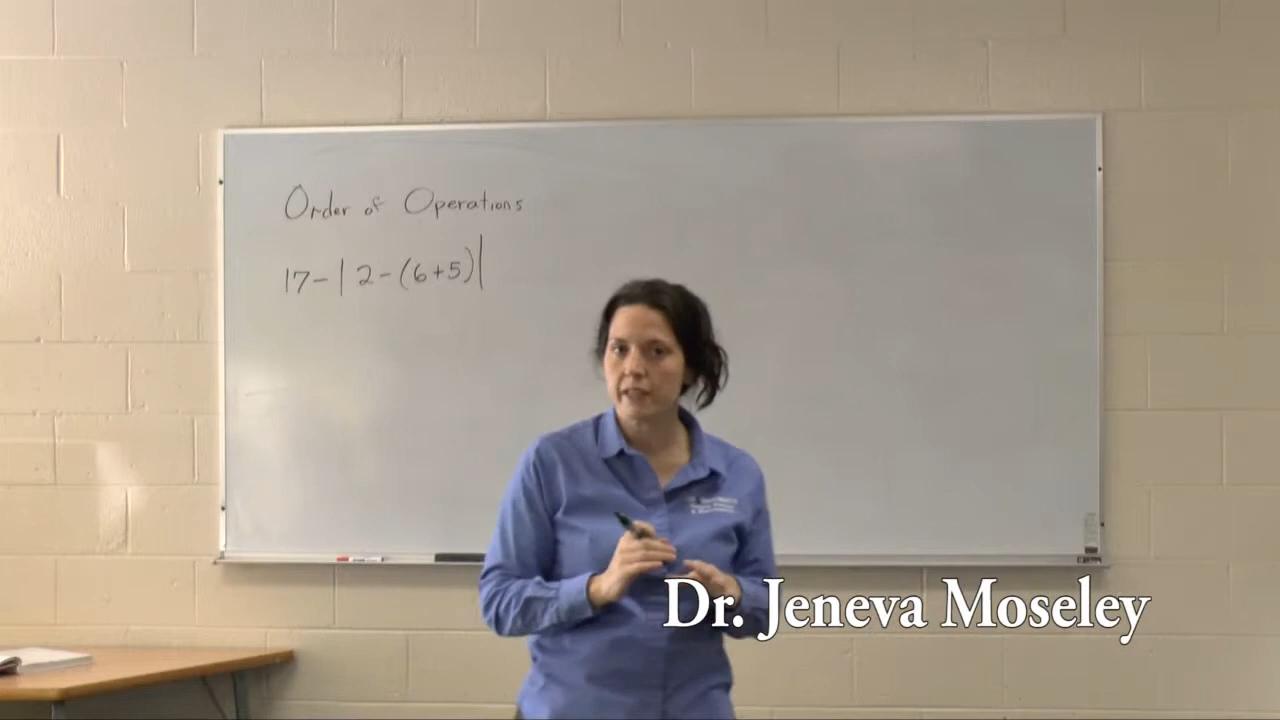 Order of Operations
17-| 2-(6+5)|
Dr. Jeneva Moseley